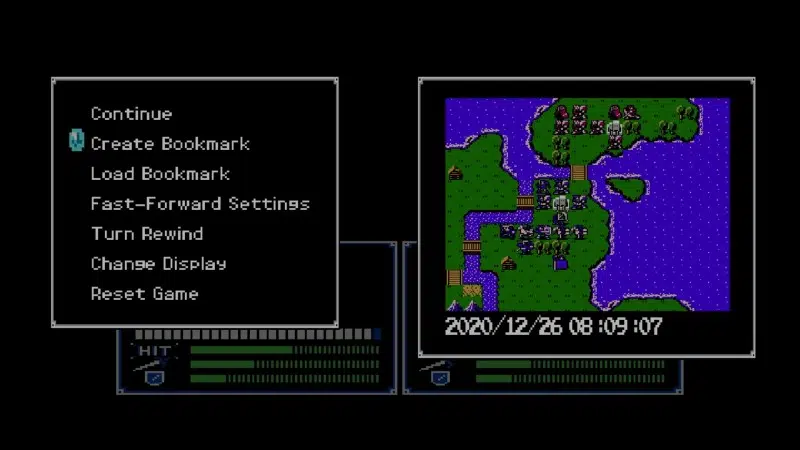 Continue
Create Bookmark
Load Bookmark
Fast-Forward Settings
Turn Rewind
Change Display
Reset Game
2020/12/26 08:09:07
HIT